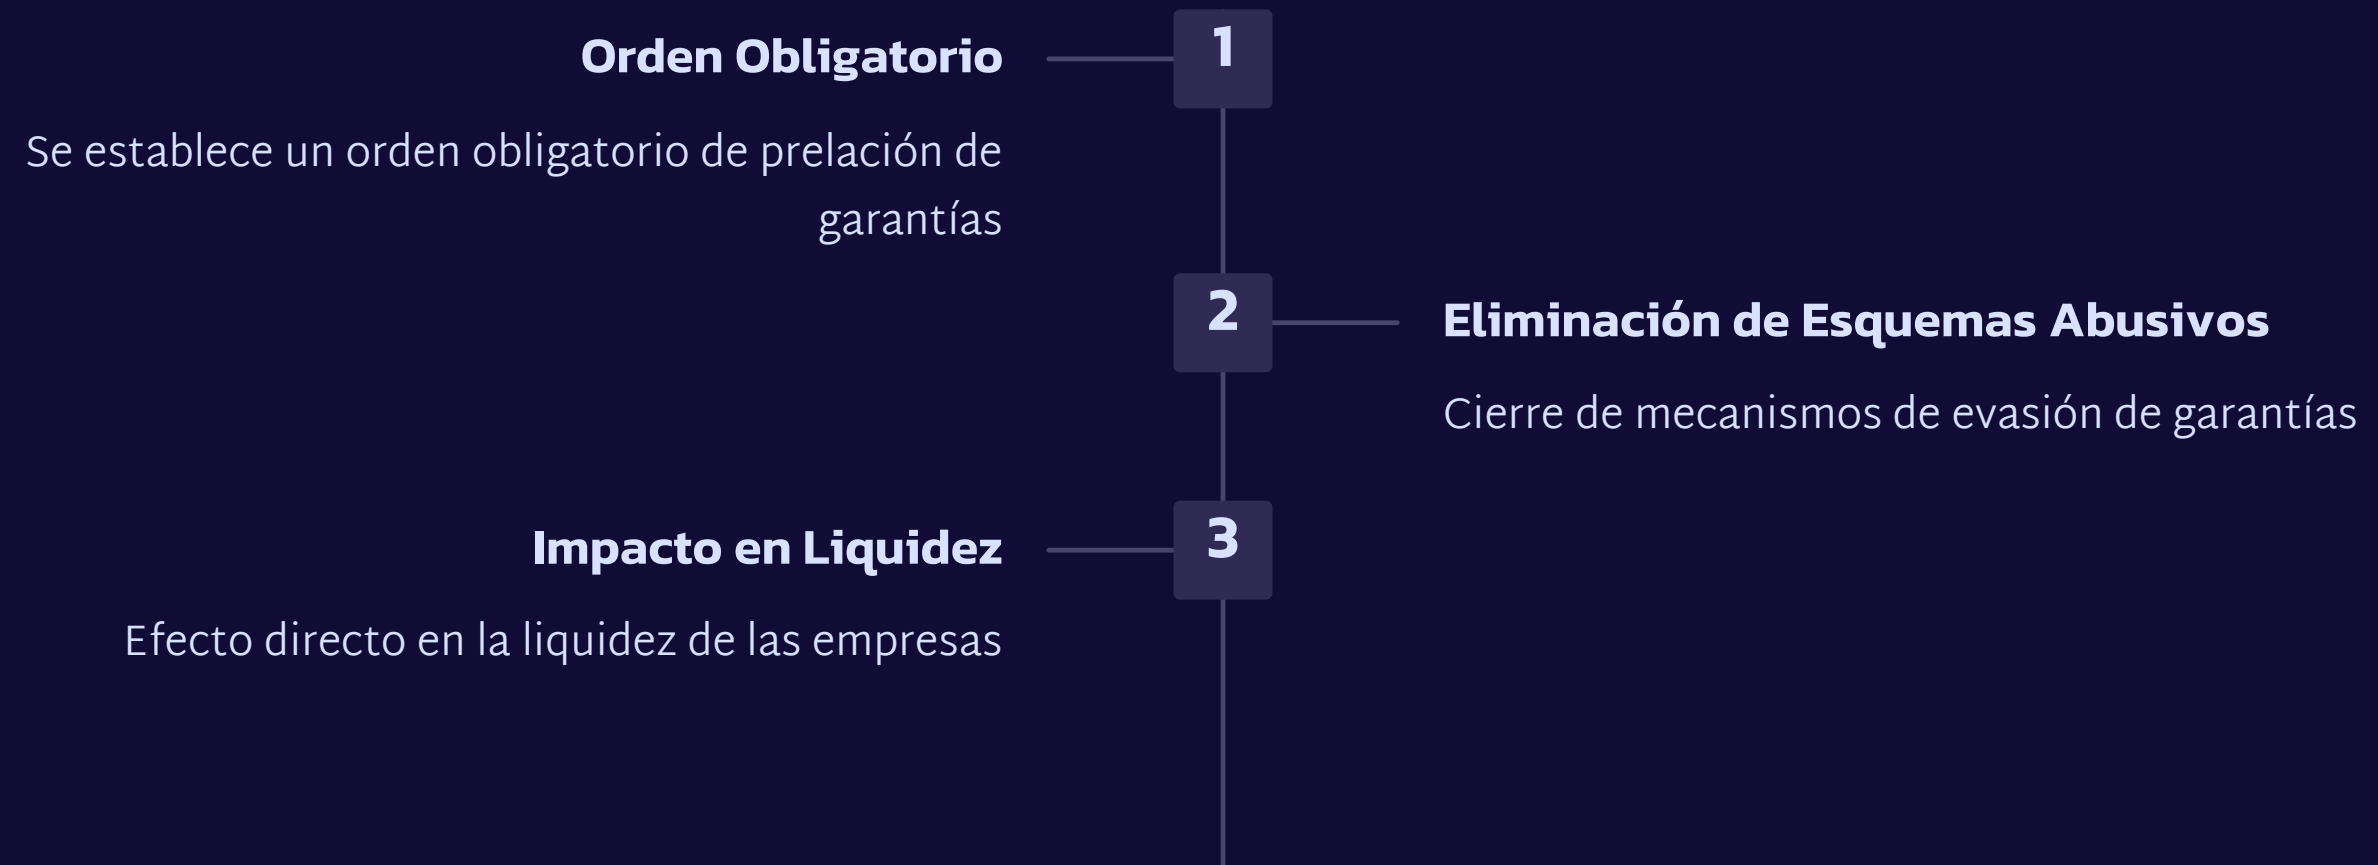 1
Orden Obligatorio
Se establece un orden obligatorio de prelación de
garantías
2
Eliminación de Esquemas Abusivos
Cierre de mecanismos de evasión de garantías
3
Impacto en Liquidez
Efecto directo en la liquidez de las empresas